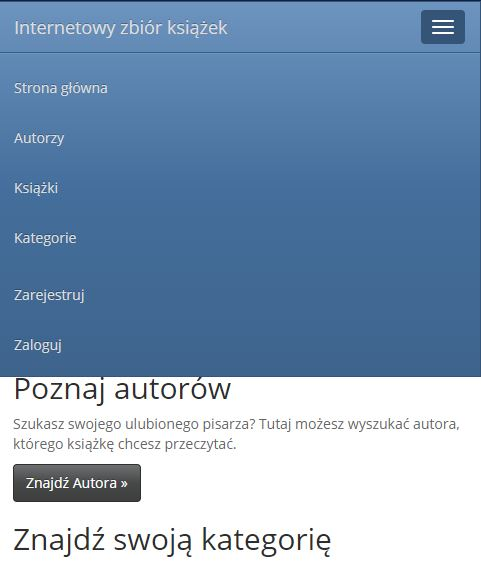 Internetowy zbiór książek
Strona główna
Autorzy
Książki
Kategorie
Zarejestruj
Zaloguj
Poznaj autorów
Szukasz swojego ulubionego pisarza? Tutaj możesz wyszukać autora,
którego książkę chcesz przeczytać.
Znajdź Autora »
Znajdź swoją kategorię